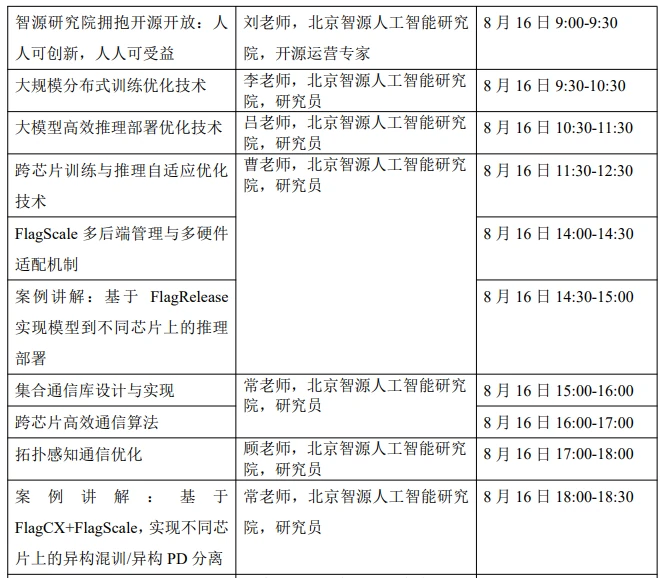 智源研究院拥抱开源开放：人
人可创新，人人可受益
刘老师，北京智源人工智能研究
院，开源运营专家
8 月 16 日 9:00-9:30
大规模分布式训练优化技术
李老师，北京智源人工智能研究
院，研究员
8 月 16 日 9:30-10:30
大模型高效推理部署优化技术
吕老师，北京智源人工智能研究
院，研究员
8 月 16 日 10:30-11:30
跨芯片训练与推理自适应优化
技术
曹老师，北京智源人工智能研究
院，研究员
8 月 16 日 11:30-12:30
FlagScale 多后端管理与多硬件
适配机制
8 月 16 日 14:00-14:30
案例讲解：基于 FlagRelease
实现模型到不同芯片上的推理
部署
8 月 16 日 14:30-15:00
集合通信库设计与实现
常老师，北京智源人工智能研究
院，研究员
8 月 16 日 15:00-16:00
跨芯片高效通信算法
8 月 16 日 16:00-17:00
拓扑感知通信优化
顾老师，北京智源人工智能研究
院，研究员
8 月 16 日 17:00-18:00
案例讲解：基于
FlagCX+FlagScale，实现不同芯
片上的异构混训/异构 PD 分离
常老师，北京智源人工智能研究
院，研究员
8 月 16 日 18:00-18:30